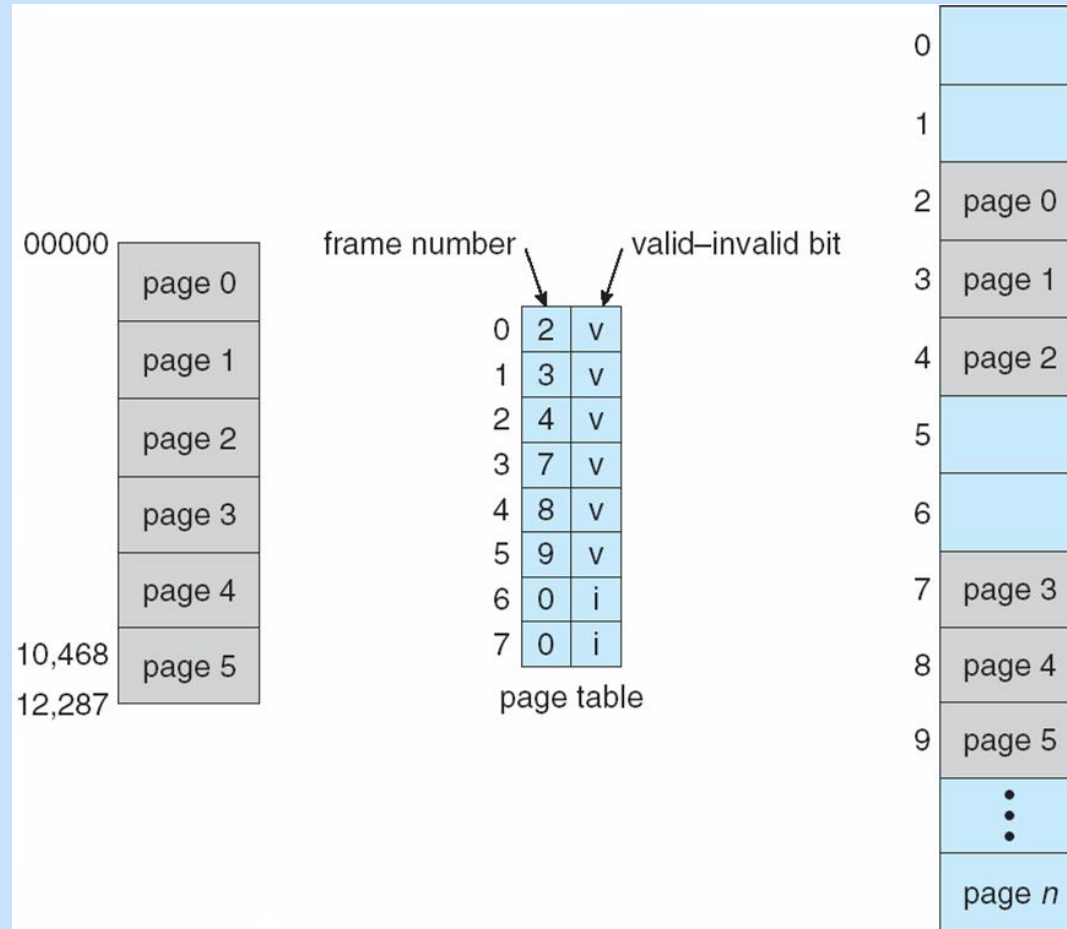 00000
page 0
page 1
page 2
page 3
page 4
10,468
page 5
12,287
frame number
valid–invalid bit
0 2 v
1 3 v
2 4 v
3 7 v
4 8 v
5 9 v
6 0 i
7 0 i
page table
0
1
2 page 0
3 page 1
4 page 2
5
6
7 page 3
8 page 4
9 page 5
page n